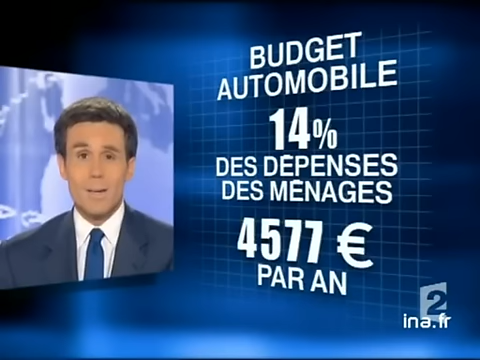 BUDGET
AUTOMOBILE
14%
DES DÉPENSES
DES MÉNAGES
4577 €
PAR AN
2
ina.fr